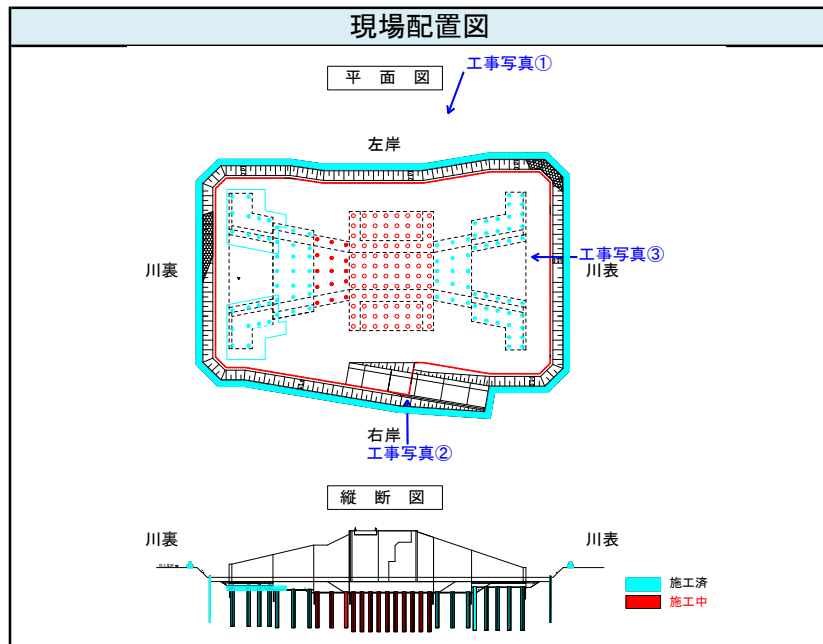 現場配置図
平 面 図
工事写真①
左岸
川裏
工事写真③
川表
右岸
工事写真②
縦 断 図
川裏
川表
施工済
施工中